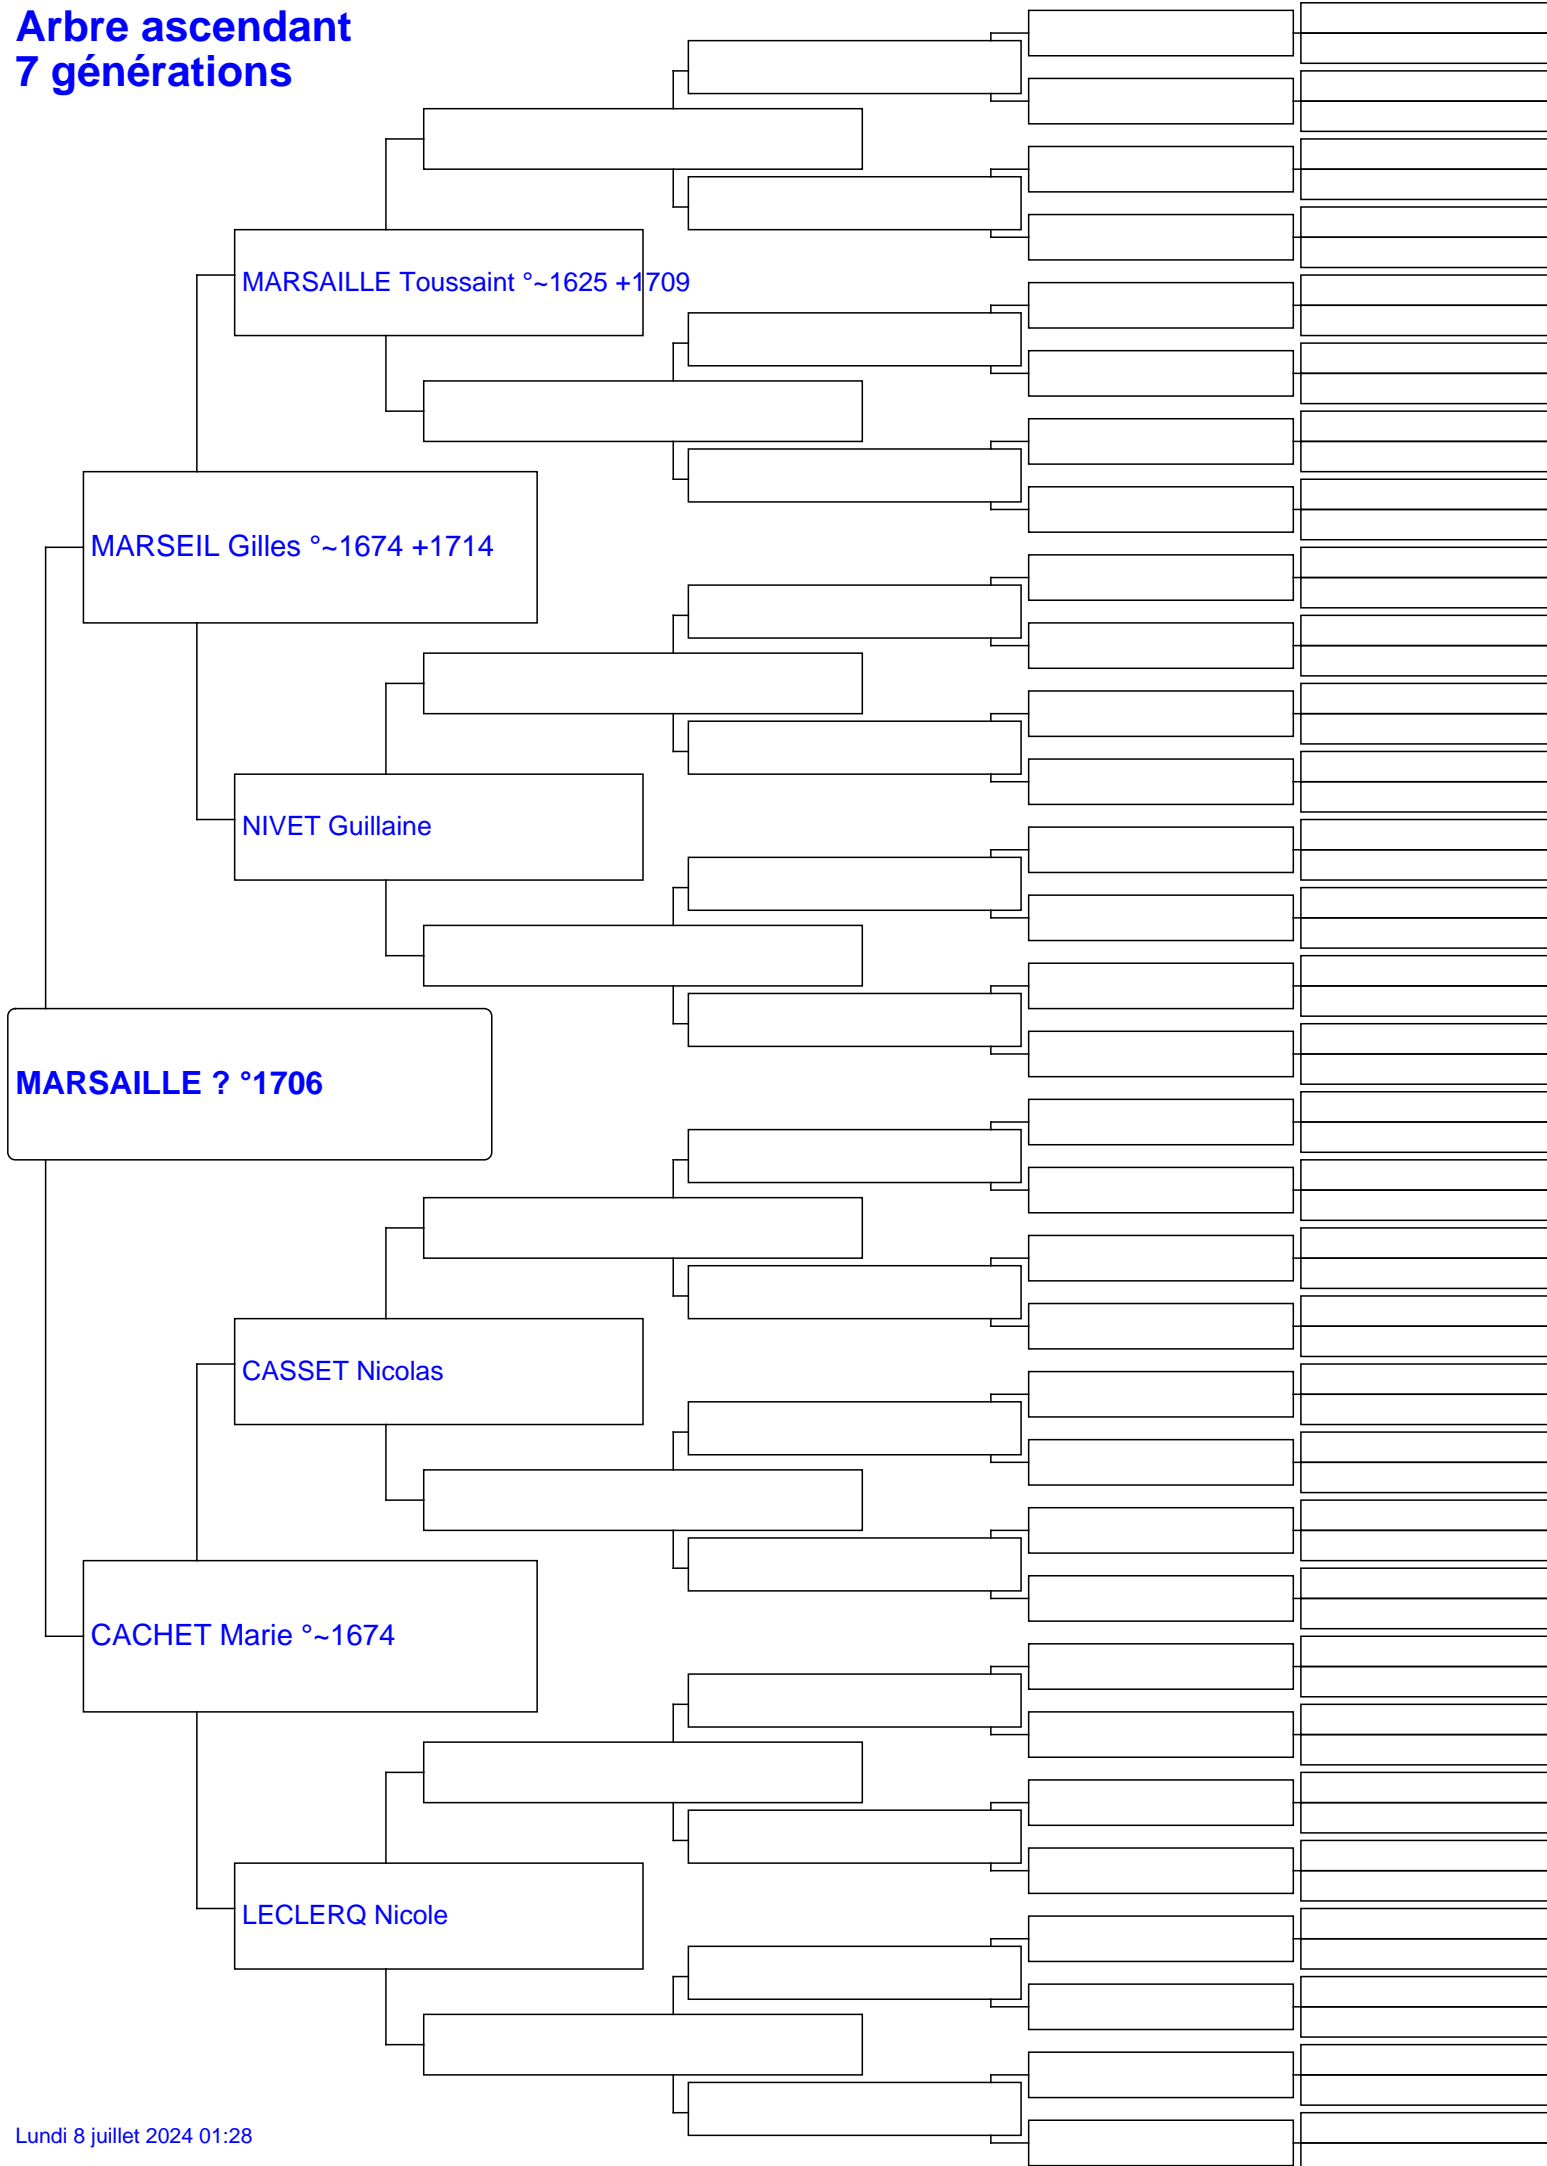 Arbre ascendant
7 générations
MARSAILLE Toussaint °~1625 +1709
MARSEIL Gilles °~1674 +1714
NIVET Guillaine
MARSAILLE ? °1706
CASSET Nicolas
CACHET Marie °~1674
LECLERQ Nicole
Lundi 8 juillet 2024 01:28